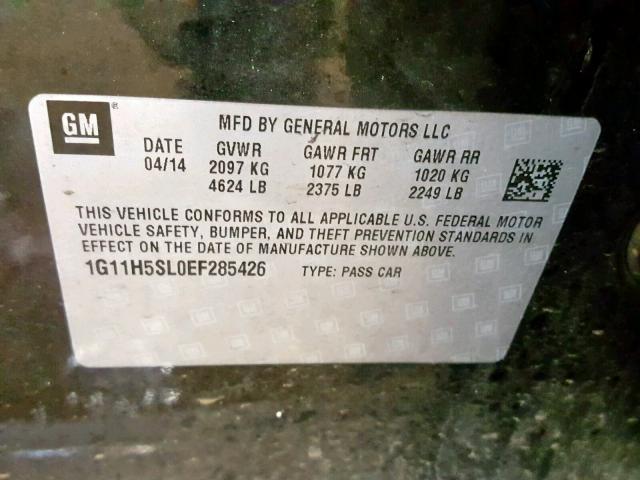 GM ®
MFD BY GENERAL MOTORS LLC
DATE GVWR GAWR FRT GAWR RR
04/14 2097 KG 1077 KG 1020 KG
4624 LB 2375 LB 2249 LB
THIS VEHICLE CONFORMS TO ALL APPLICABLE U.S. FEDERAL MOTOR
VEHICLE SAFETY, BUMPER, AND THEFT PREVENTION STANDARDS IN
EFFECT ON THE DATE OF MANUFACTURE SHOWN ABOVE.
1G11H5SL0EF285426 TYPE: PASS CAR